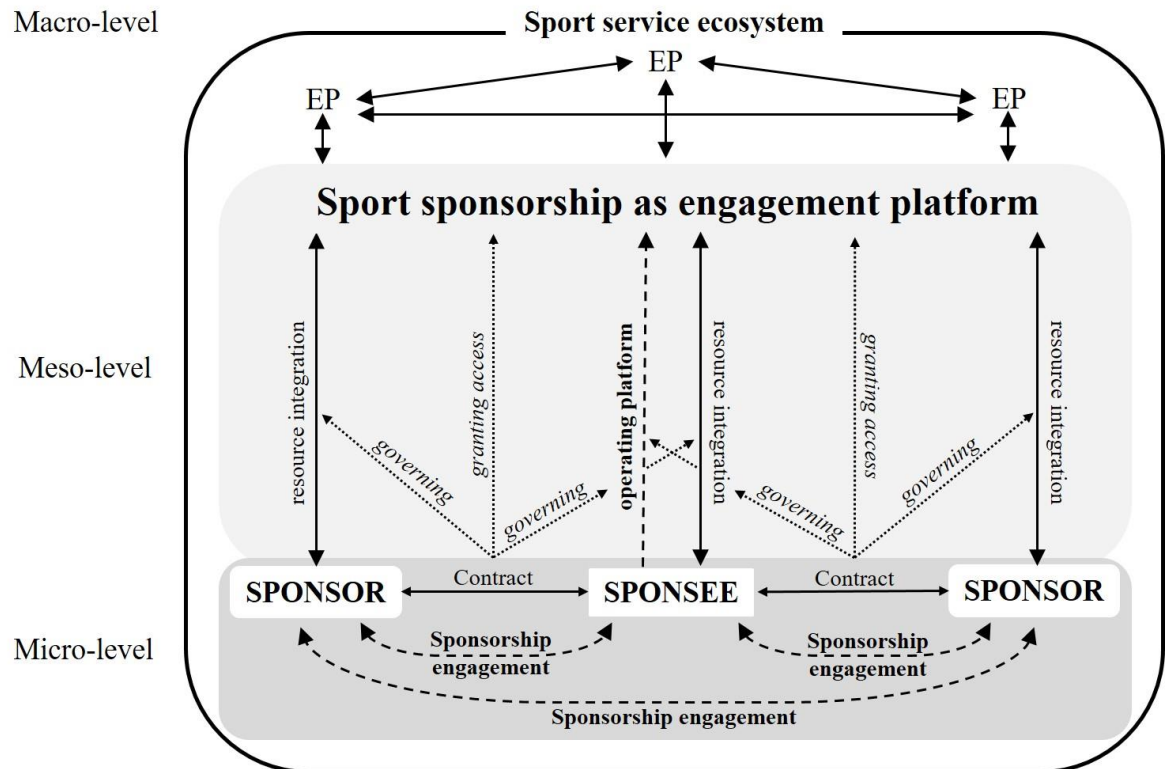 Macro-level
Sport service ecosystem
EP
EP
EP
Sport sponsorship as engagement platform
Meso-level
resource integration
granting access
operating platform
resource integration
granting access
resource integration
governing
governing
governing
governing
SPONSOR
Contract
SPONSEE
Contract
SPONSOR
Micro-level
Sponsorship
engagement
Sponsorship
engagement
Sponsorship engagement